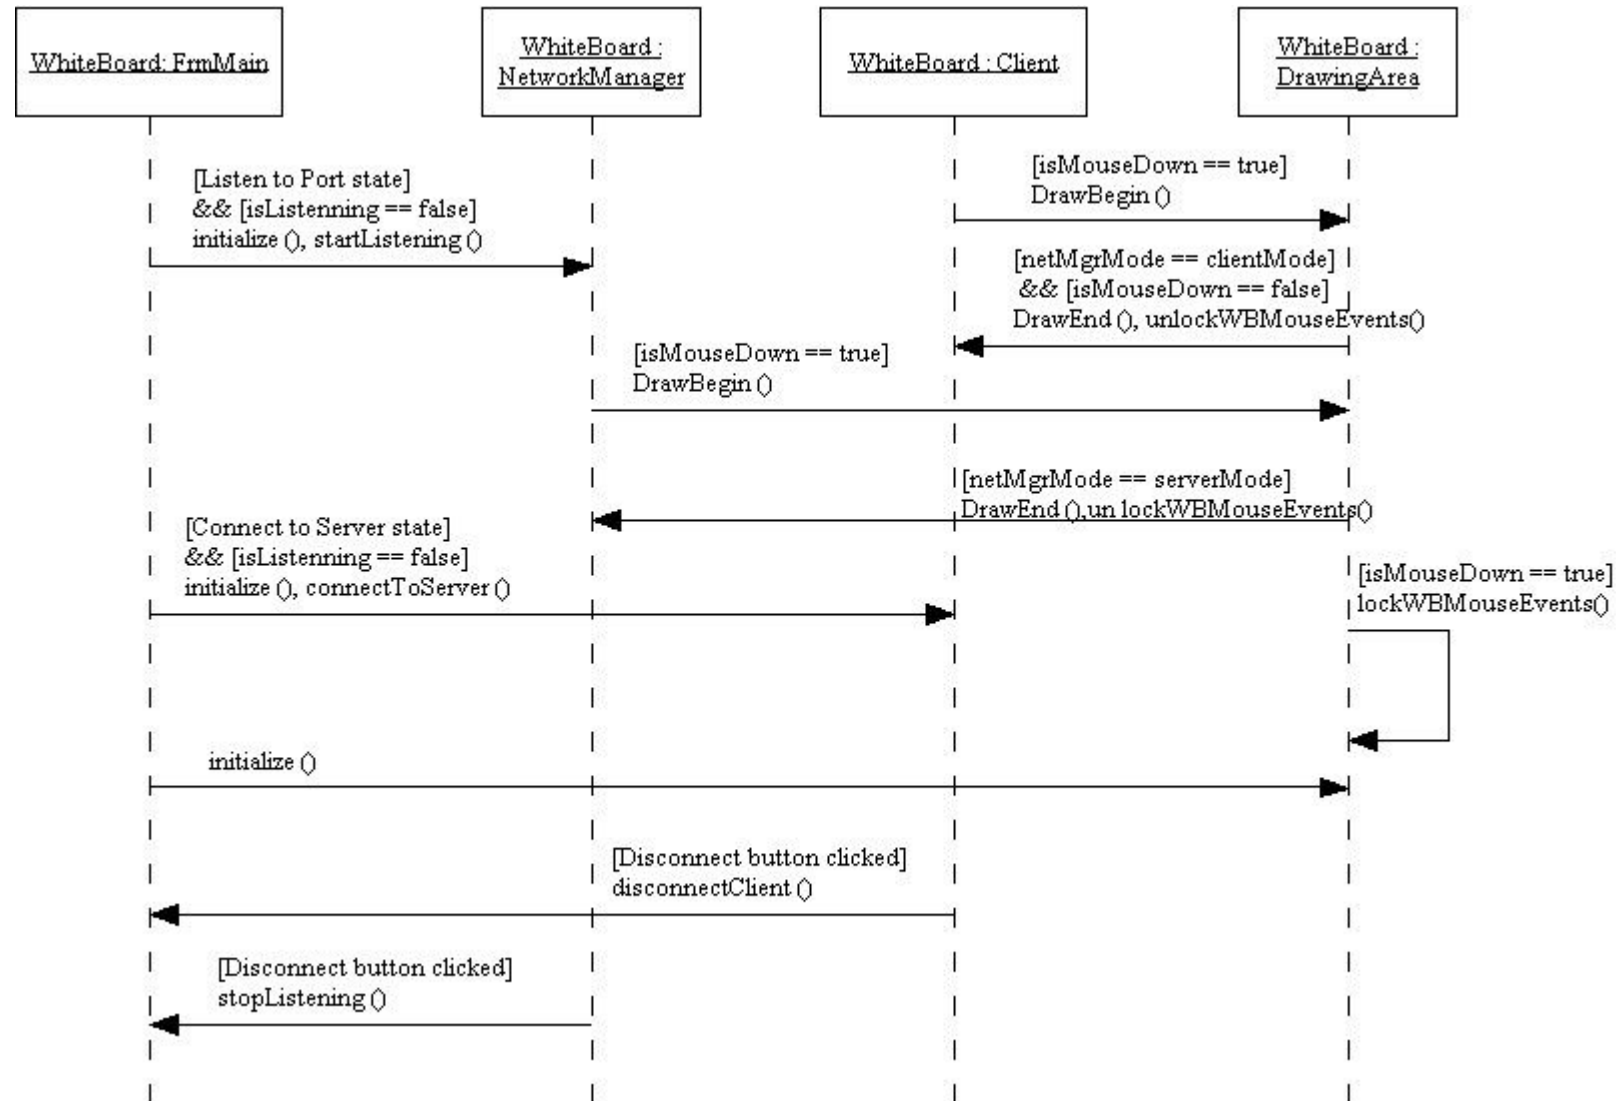 WhiteBoard: FrmMain
WhiteBoard :
NetworkManager
WhiteBoard : Client
WhiteBoard :
DrawingArea
[isMouseDown == true]
DrawBegin ()
[Listen to Port state]
&& [isListenning == false]
initialize (), startListening ()
[netMgrMode == clientMode]
&& [isMouseDown == false]
DrawEnd (), unlockWBMouseEvents()
[isMouseDown == true]
DrawBegin ()
[netMgrMode == serverMode]
DrawEnd (),un lockWBMouseEvents()
[Connect to Server state]
&& [isListenning == false]
initialize (), connectToServer ()
[isMouseDown == true]
lockWBMouseEvents()
initialize ()
[Disconnect button clicked]
disconnectClient ()
[Disconnect button clicked]
stopListening ()